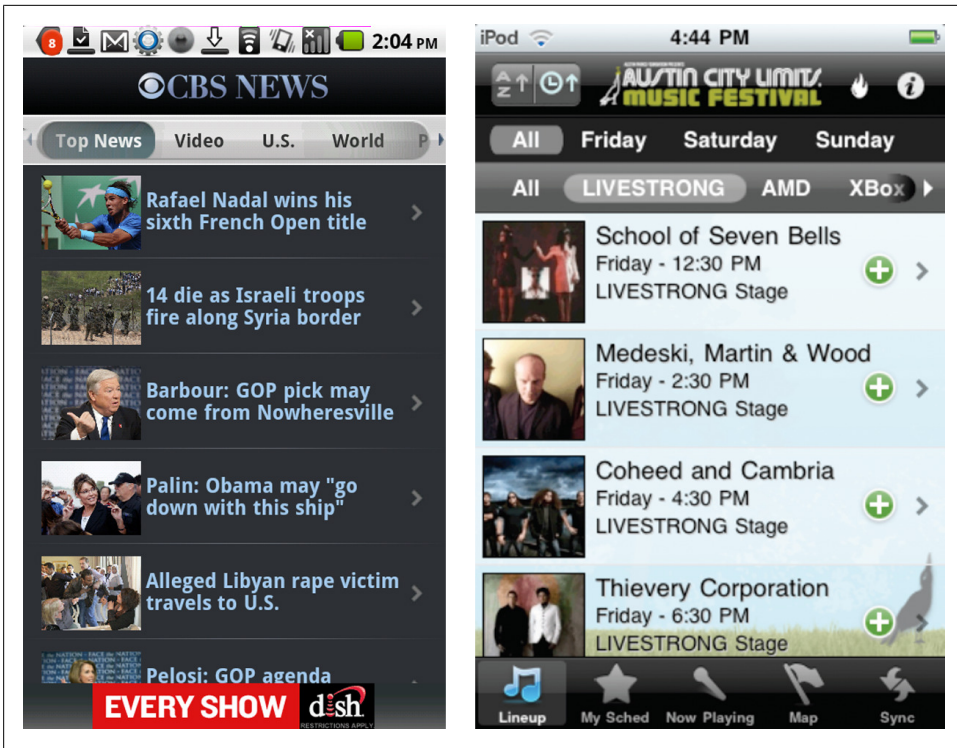 8
2:04 PM
CBS NEWS
Top News Video U.S. World P
Rafael Nadal wins his
sixth French Open title
14 die as Israeli troops
fire along Syria border
Barbour: GOP pick may
come from Nowheresville
Palin: Obama may "go
down with this ship"
Alleged Libyan rape victim
travels to U.S.
Pelosi: GOP agenda
EVERY SHOW dish
RESTRICTIONS APPLY
iPod 4:44 PM
A
Z
AUSTIN CITY LIMITS
MUSIC FESTIVAL
i
All Friday Saturday Sunday
All LIVESTRONG AMD XBox
School of Seven Bells
Friday - 12:30 PM
LIVESTRONG Stage
Medeski, Martin & Wood
Friday - 2:30 PM
LIVESTRONG Stage
Coheed and Cambria
Friday - 4:30 PM
LIVESTRONG Stage
Thievery Corporation
Friday - 6:30 PM
LIVESTRONG Stage
Lineup My Sched Now Playing Map Sync